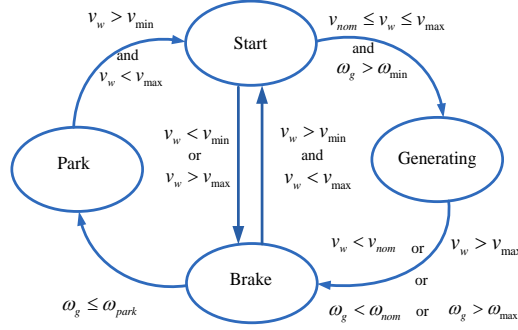 v_w > v_min
and
v_w < v_max
Start
v_nom ≤ v_w ≤ v_max
and
ω_g > ω_min
Park
v_w < v_min
or
v_w > v_max
v_w > v_min
and
v_w < v_max
Generating
Brake
v_w < v_nom or v_w > v_max
or
ω_g < ω_nom or ω_g > ω_max
ω_g ≤ ω_park